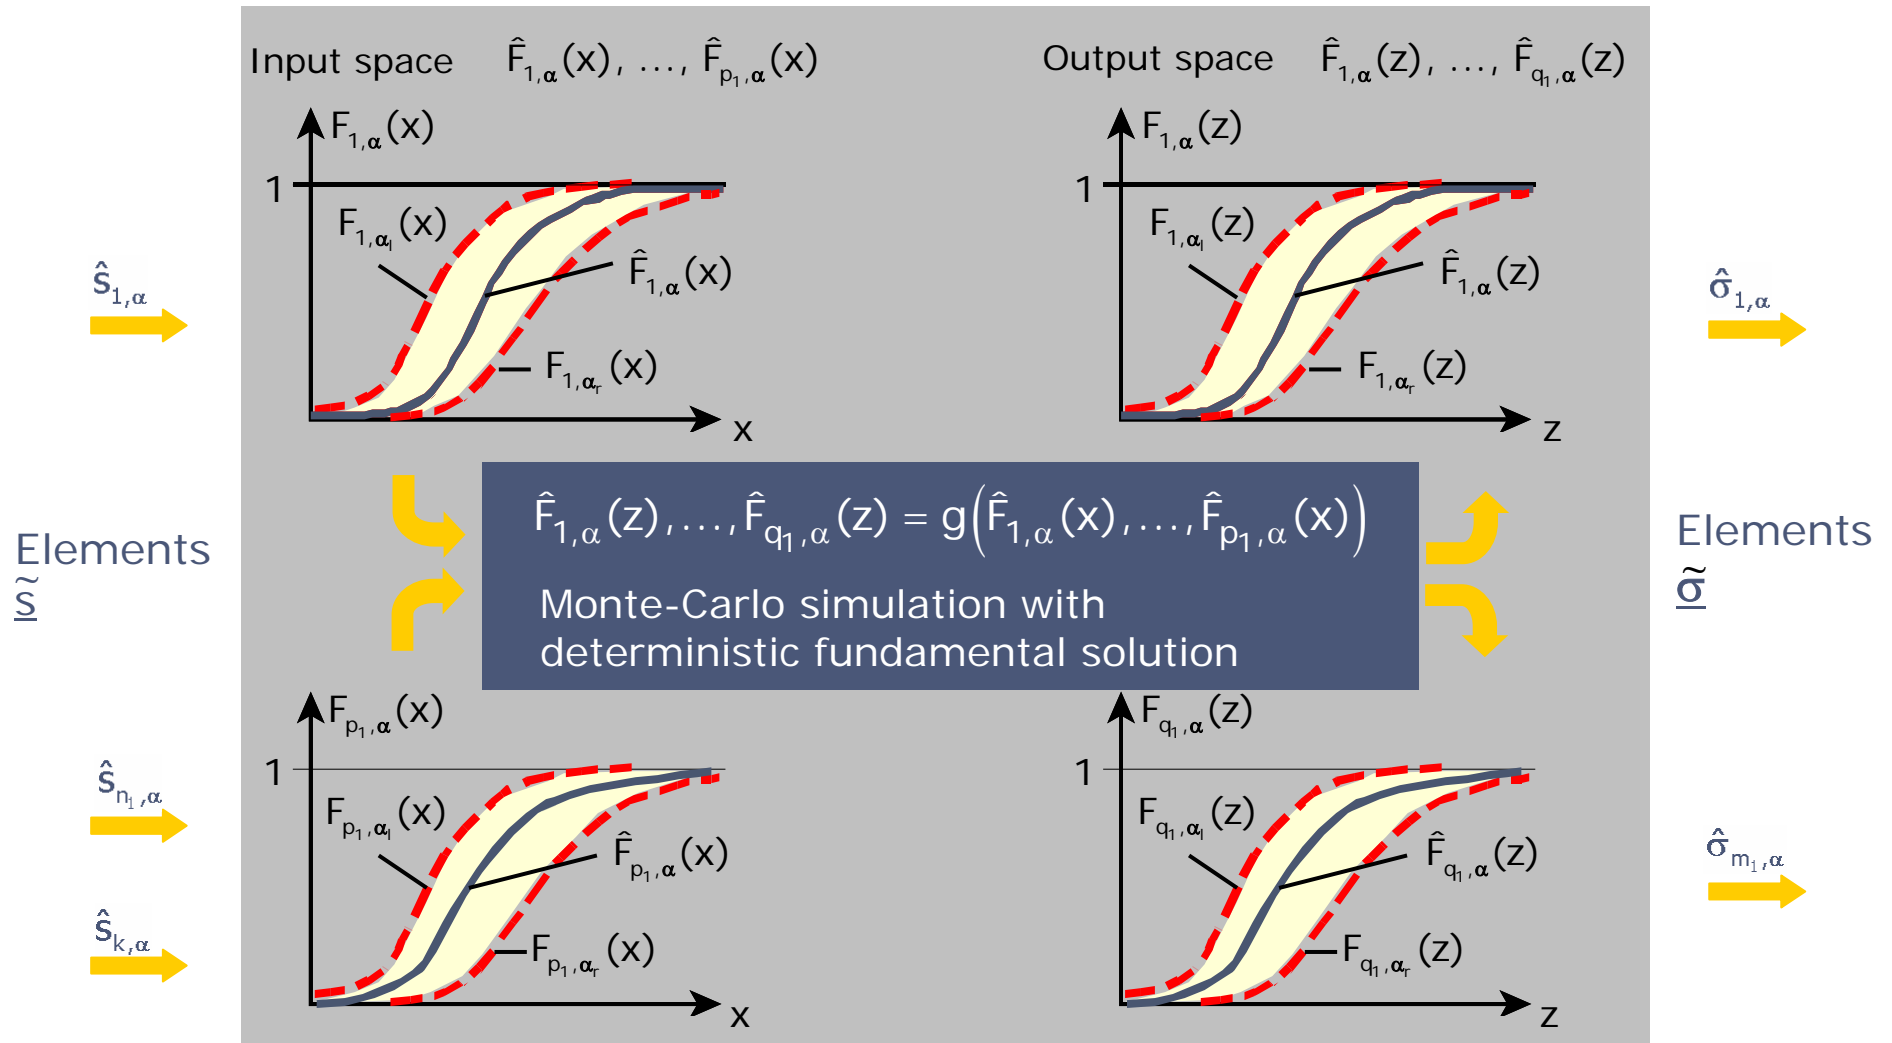 Input space F̂₁,α(x), ..., F̂p₁,α(x)
Output space F̂₁,α(z), ..., F̂q₁,α(z)
F₁,α(x)
1
F₁,αl(x)
F̂₁,α(x)
F₁,αr(x)
x
F₁,α(z)
1
F₁,αl(z)
F̂₁,α(z)
F₁,αr(z)
z
ŝ₁,α
σ̂₁,α
Elements
s̲̃
F̂₁,α(z),...,F̂q₁,α(z) = g(F̂₁,α(x),...,F̂p₁,α(x))
Monte-Carlo simulation with
deterministic fundamental solution
Elements
σ̲̃
Fp₁,α(x)
1
Fp₁,αl(x)
F̂p₁,α(x)
Fp₁,αr(x)
x
Fq₁,α(z)
1
Fq₁,αl(z)
F̂q₁,α(z)
Fq₁,αr(z)
z
ŝn₁,α
ŝk,α
σ̂m₁,α